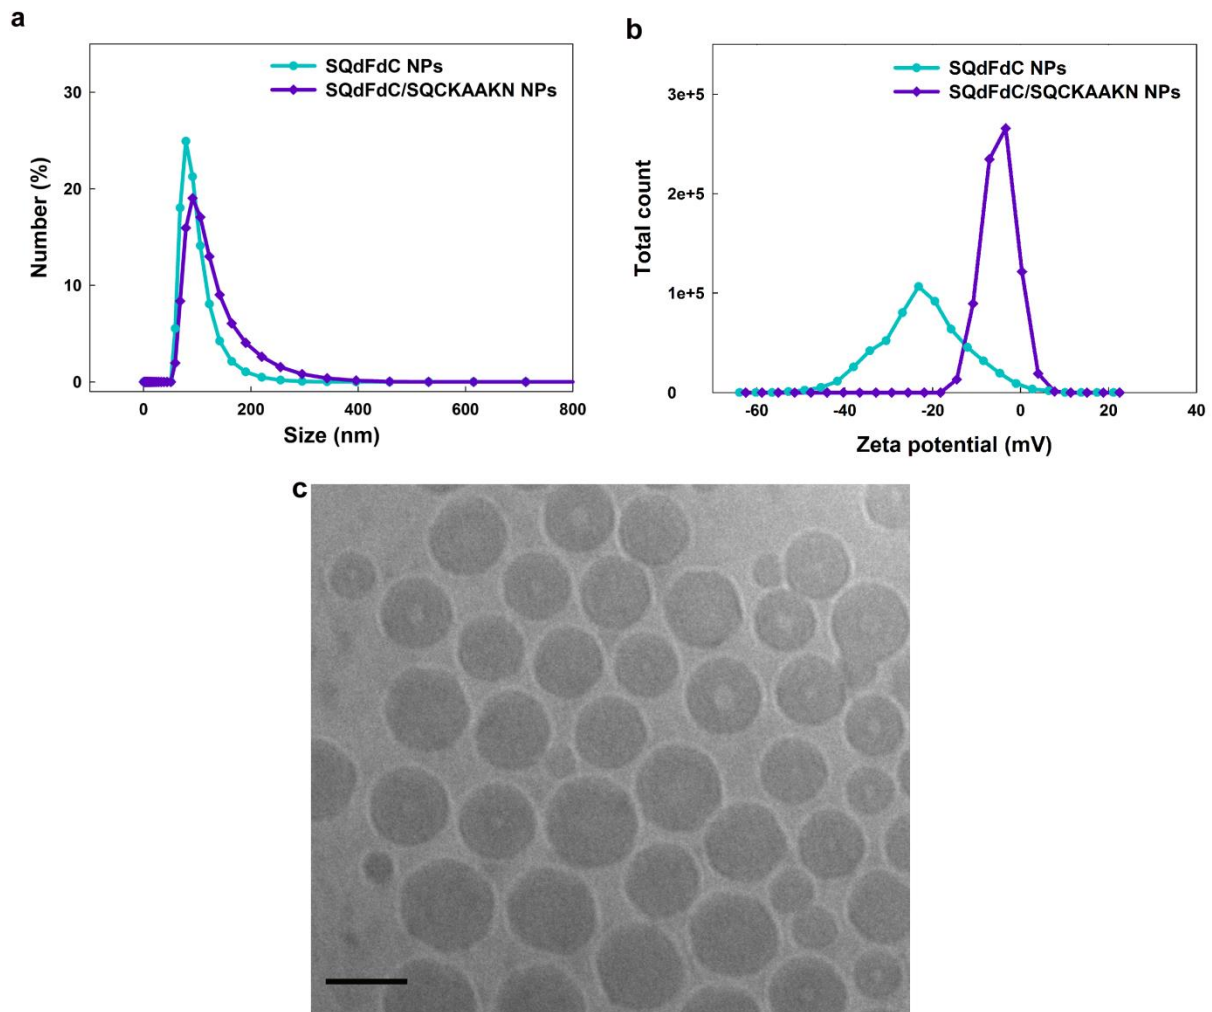 a
SQdFdC NPs
SQdFdC/SQCKAAKN NPs
30
20
10
0
Number (%)
0
200
400
600
800
Size (nm)
b
SQdFdC NPs
SQdFdC/SQCKAAKN NPs
3e+5
2e+5
1e+5
0
Total count
-60
-40
-20
0
20
40
Zeta potential (mV)
c